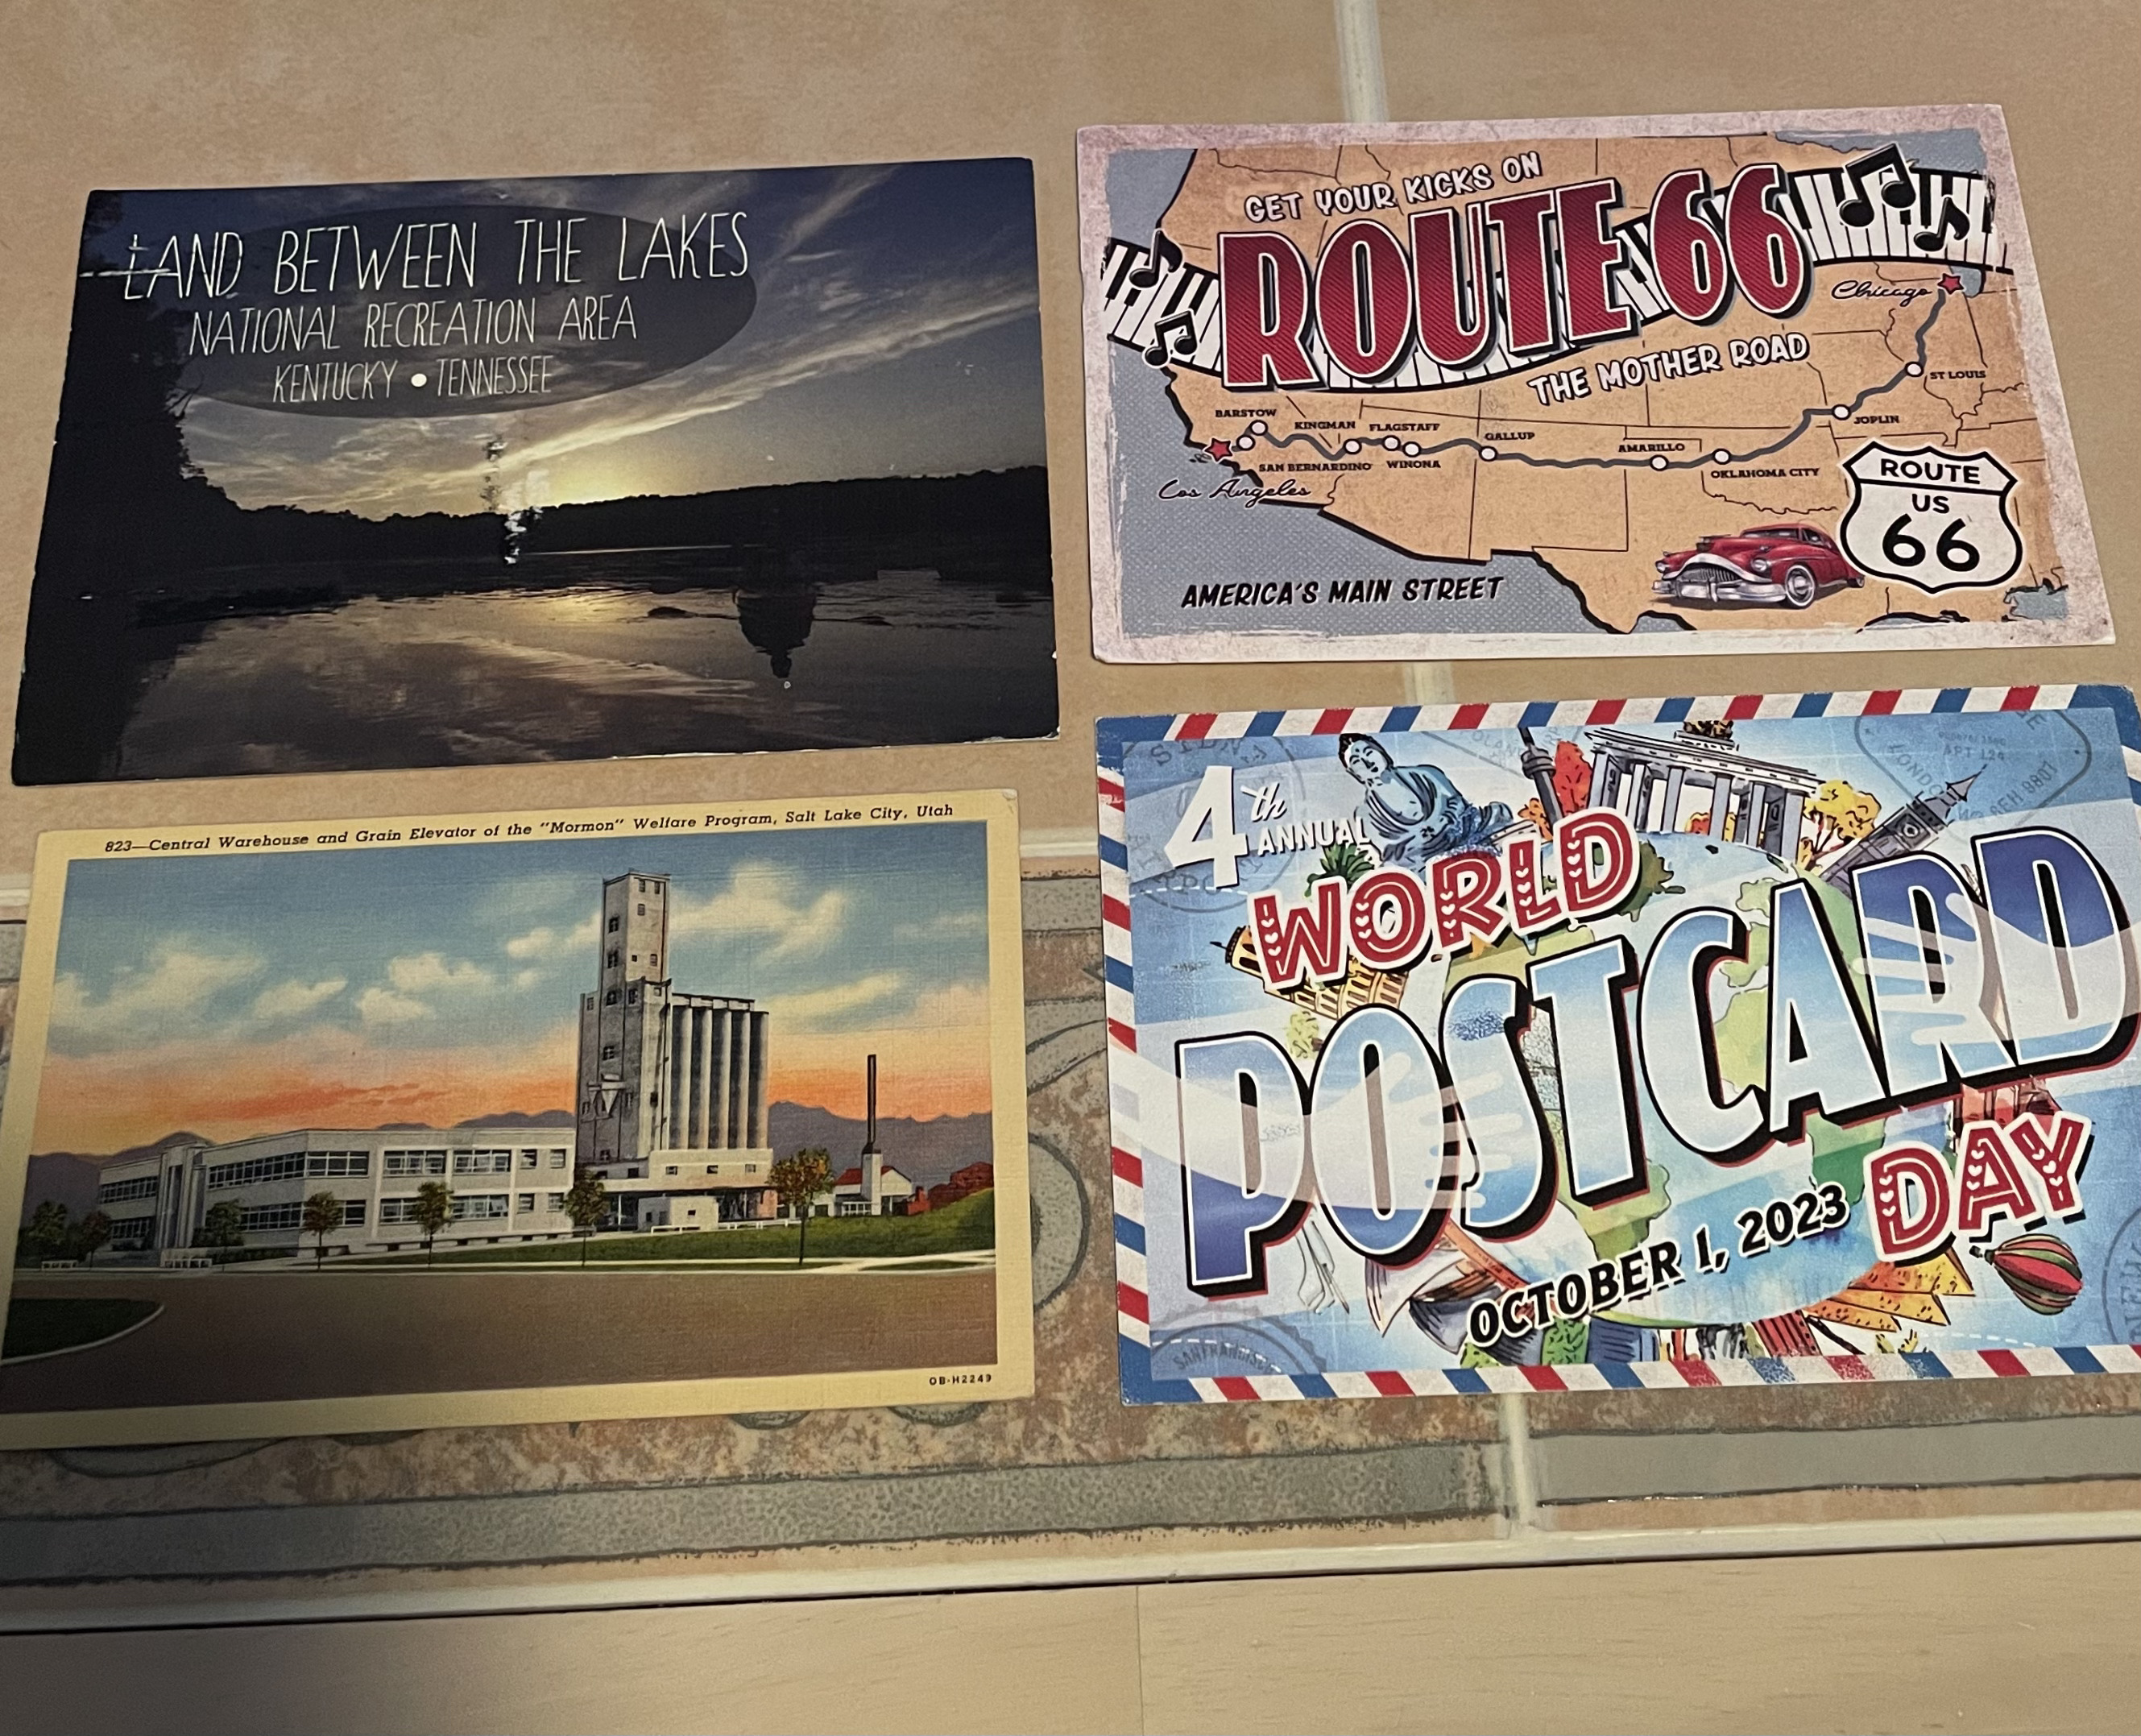 LAND BETWEEN THE LAKES
NATIONAL RECREATION AREA
KENTUCKY • TENNESSEE
GET YOUR KICKS ON
ROUTE 66
THE MOTHER ROAD
Chicago
ST LOUIS
JOPLIN
BARSTOW
KINGMAN
FLAGSTAFF
GALLUP
AMARILLO
OKLAHOMA CITY
SAN BERNARDINO
WINONA
Los Angeles
ROUTE
US
66
AMERICA'S MAIN STREET
823—Central Warehouse and Grain Elevator of the "Mormon" Welfare Program, Salt Lake City, Utah
OB-H2249
4th
ANNUAL
WORLD
POSTCARD
DAY
OCTOBER 1, 2023